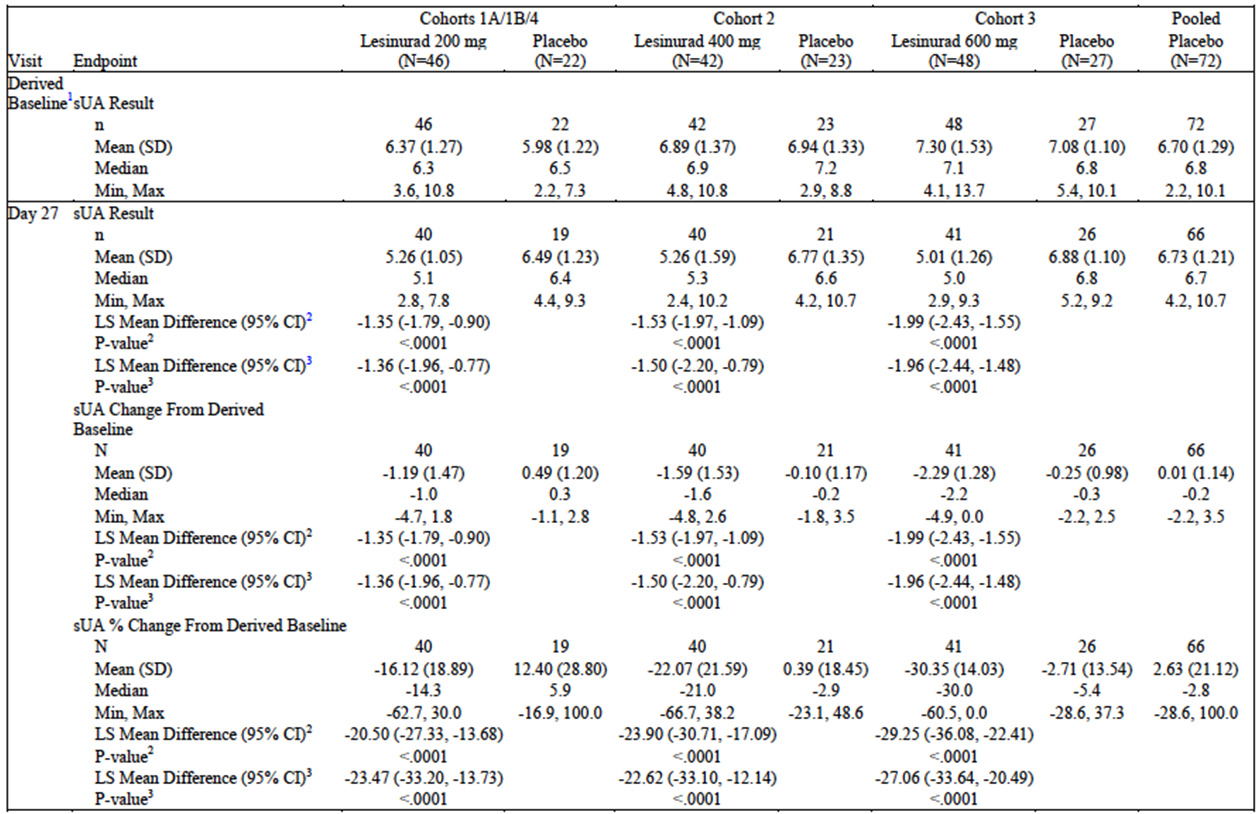 Cohorts 1A/1B/4 Cohort 2 Cohort 3 Pooled
Lesinurad 200 mg Placebo Lesinurad 400 mg Placebo Lesinurad 600 mg Placebo Placebo
Visit Endpoint (N=46) (N=22) (N=42) (N=23) (N=48) (N=27) (N=72)
Derived
Baseline1 sUA Result
n 46 22 42 23 48 27 72
Mean (SD) 6.37 (1.27) 5.98 (1.22) 6.89 (1.37) 6.94 (1.33) 7.30 (1.53) 7.08 (1.10) 6.70 (1.29)
Median 6.3 6.5 6.9 7.2 7.1 6.8 6.8
Min, Max 3.6, 10.8 2.2, 7.3 4.8, 10.8 2.9, 8.8 4.1, 13.7 5.4, 10.1 2.2, 10.1
Day 27 sUA Result
n 40 19 40 21 41 26 66
Mean (SD) 5.26 (1.05) 6.49 (1.23) 5.26 (1.59) 6.77 (1.35) 5.01 (1.26) 6.88 (1.10) 6.73 (1.21)
Median 5.1 6.4 5.3 6.6 5.0 6.8 6.7
Min, Max 2.8, 7.8 4.4, 9.3 2.4, 10.2 4.2, 10.7 2.9, 9.3 5.2, 9.2 4.2, 10.7
LS Mean Difference (95% CI)2 -1.35 (-1.79, -0.90) -1.53 (-1.97, -1.09) -1.99 (-2.43, -1.55)
P-value2 <.0001 <.0001 <.0001
LS Mean Difference (95% CI)3 -1.36 (-1.96, -0.77) -1.50 (-2.20, -0.79) -1.96 (-2.44, -1.48)
P-value3 <.0001 <.0001 <.0001
sUA Change From Derived
Baseline
N 40 19 40 21 41 26 66
Mean (SD) -1.19 (1.47) 0.49 (1.20) -1.59 (1.53) -0.10 (1.17) -2.29 (1.28) -0.25 (0.98) 0.01 (1.14)
Median -1.0 0.3 -1.6 -0.2 -2.2 -0.3 -0.2
Min, Max -4.7, 1.8 -1.1, 2.8 -4.8, 2.6 -1.8, 3.5 -4.9, 0.0 -2.2, 2.5 -2.2, 3.5
LS Mean Difference (95% CI)2 -1.35 (-1.79, -0.90) -1.53 (-1.97, -1.09) -1.99 (-2.43, -1.55)
P-value2 <.0001 <.0001 <.0001
LS Mean Difference (95% CI)3 -1.36 (-1.96, -0.77) -1.50 (-2.20, -0.79) -1.96 (-2.44, -1.48)
P-value3 <.0001 <.0001 <.0001
sUA % Change From Derived Baseline
N 40 19 40 21 41 26 66
Mean (SD) -16.12 (18.89) 12.40 (28.80) -22.07 (21.59) 0.39 (18.45) -30.35 (14.03) -2.71 (13.54) 2.63 (21.12)
Median -14.3 5.9 -21.0 -2.9 -30.0 -5.4 -2.8
Min, Max -62.7, 30.0 -16.9, 100.0 -66.7, 38.2 -23.1, 48.6 -60.5, 0.0 -28.6, 37.3 -28.6, 100.0
LS Mean Difference (95% CI)2 -20.50 (-27.33, -13.68) -23.90 (-30.71, -17.09) -29.25 (-36.08, -22.41)
P-value2 <.0001 <.0001 <.0001
LS Mean Difference (95% CI)3 -23.47 (-33.20, -13.73) -22.62 (-33.10, -12.14) -27.06 (-33.64, -20.49)
P-value3 <.0001 <.0001 <.0001